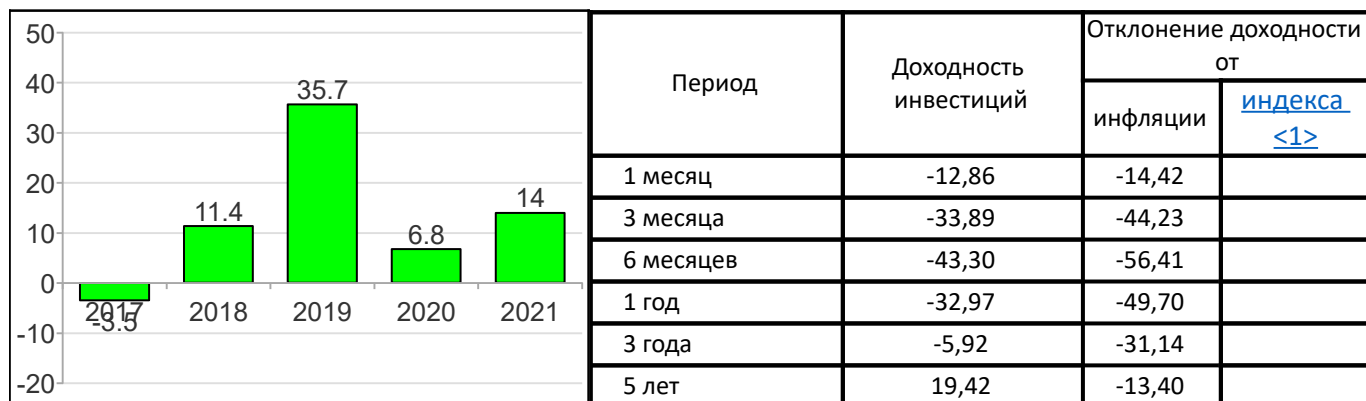 50
40
30
20
10
0
-10
-20
-3.5
11.4
35.7
6.8
14
2017
2018
2019
2020
2021
Период
Доходность
инвестиций
Отклонение доходности
от
инфляции
индекса
<1>
1 месяц -12,86 -14,42
3 месяца -33,89 -44,23
6 месяцев -43,30 -56,41
1 год -32,97 -49,70
3 года -5,92 -31,14
5 лет 19,42 -13,40